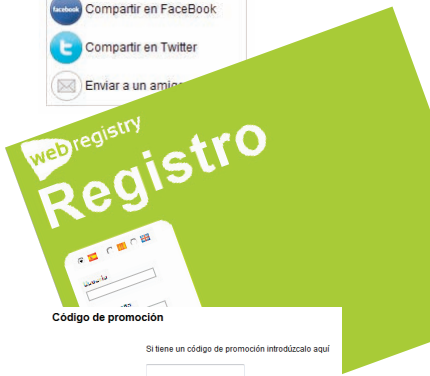 facebook
Compartir en FaceBook
Compartir en Twitter
Enviar a un
web registry
Registro
Código de promoción
Si tiene un código de promoción introdúzcalo aquí